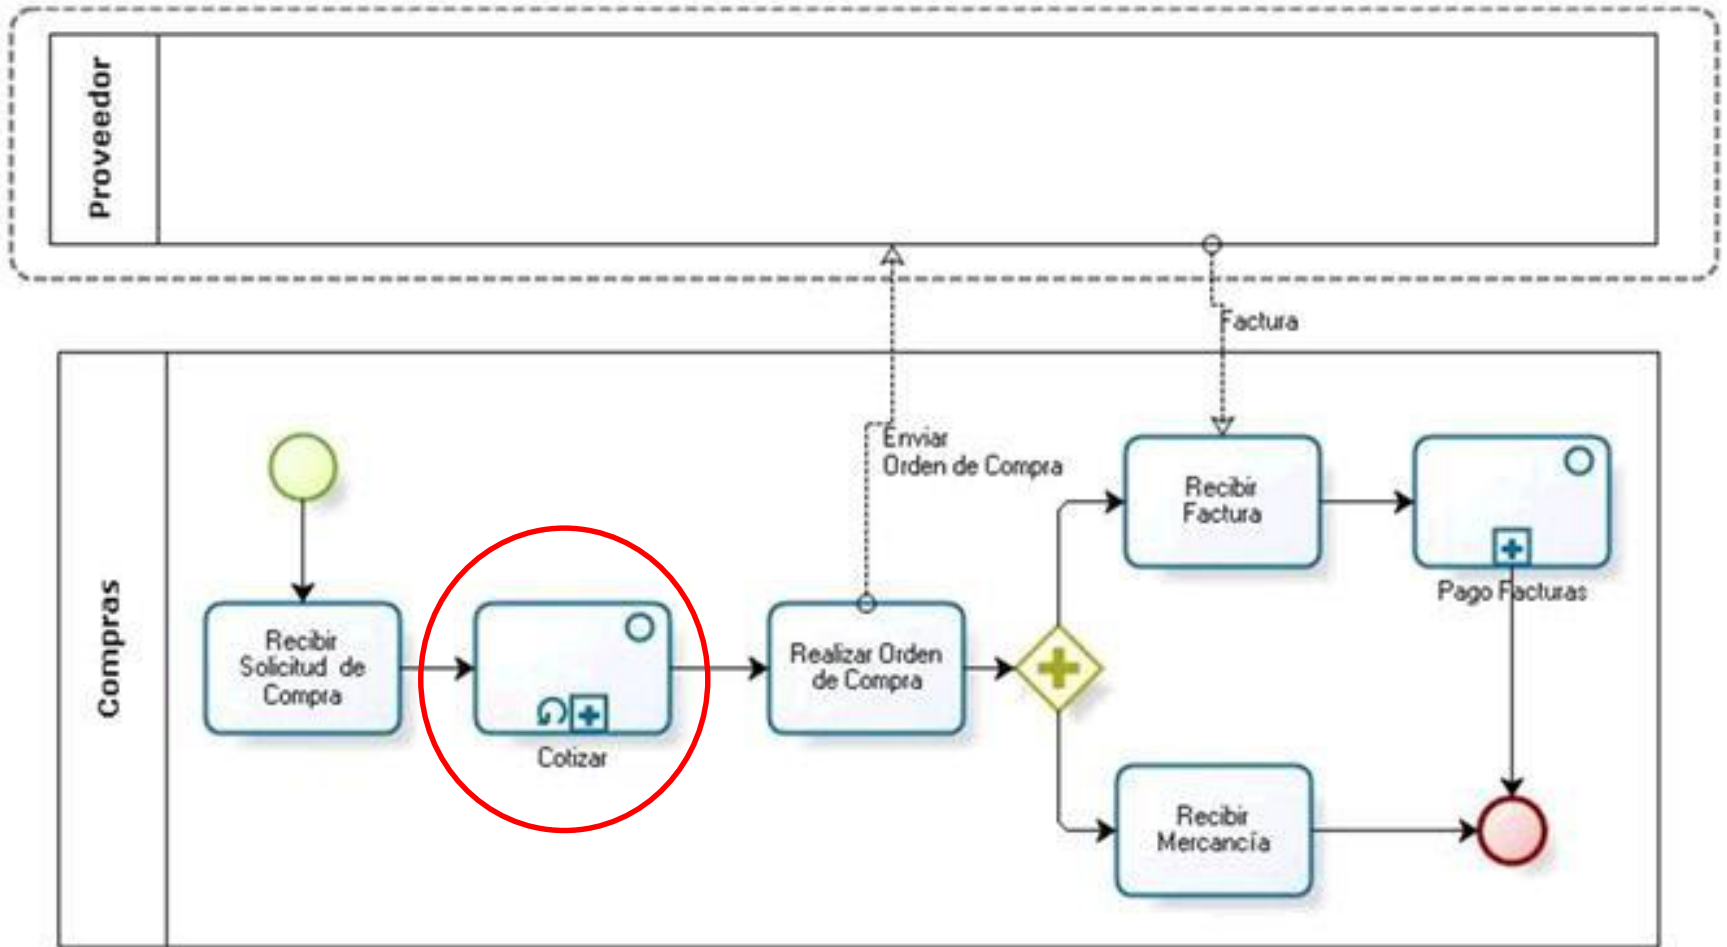 Proveedor
Factura
Enviar
Orden de Compra
Compras
Recibir
Solicitud de
Compra
Cotizar
Realizar Orden
de Compra
Recibir
Factura
Pago Facturas
Recibir
Mercancía